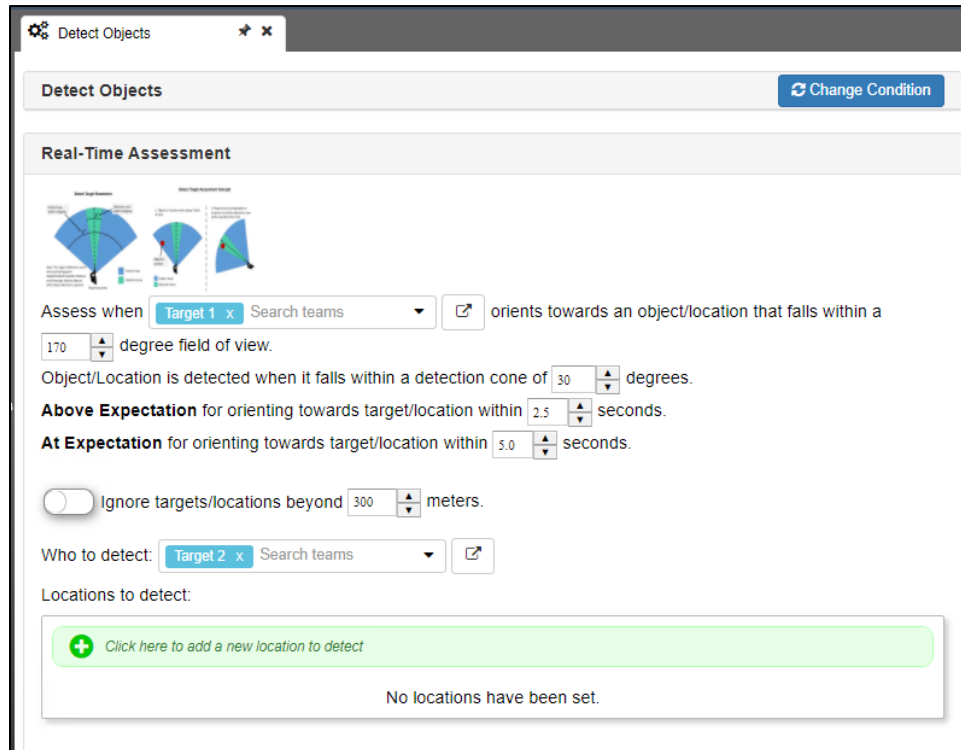 Detect Objects
Detect Objects
Change Condition
Real-Time Assessment
Assess when Target 1 x Search teams orients towards an object/location that falls within a
170 degree field of view.
Object/Location is detected when it falls within a detection cone of 30 degrees.
Above Expectation for orienting towards target/location within 2.5 seconds.
At Expectation for orienting towards target/location within 5.0 seconds.
Ignore targets/locations beyond 300 meters.
Who to detect: Target 2 x Search teams
Locations to detect:
Click here to add a new location to detect
No locations have been set.